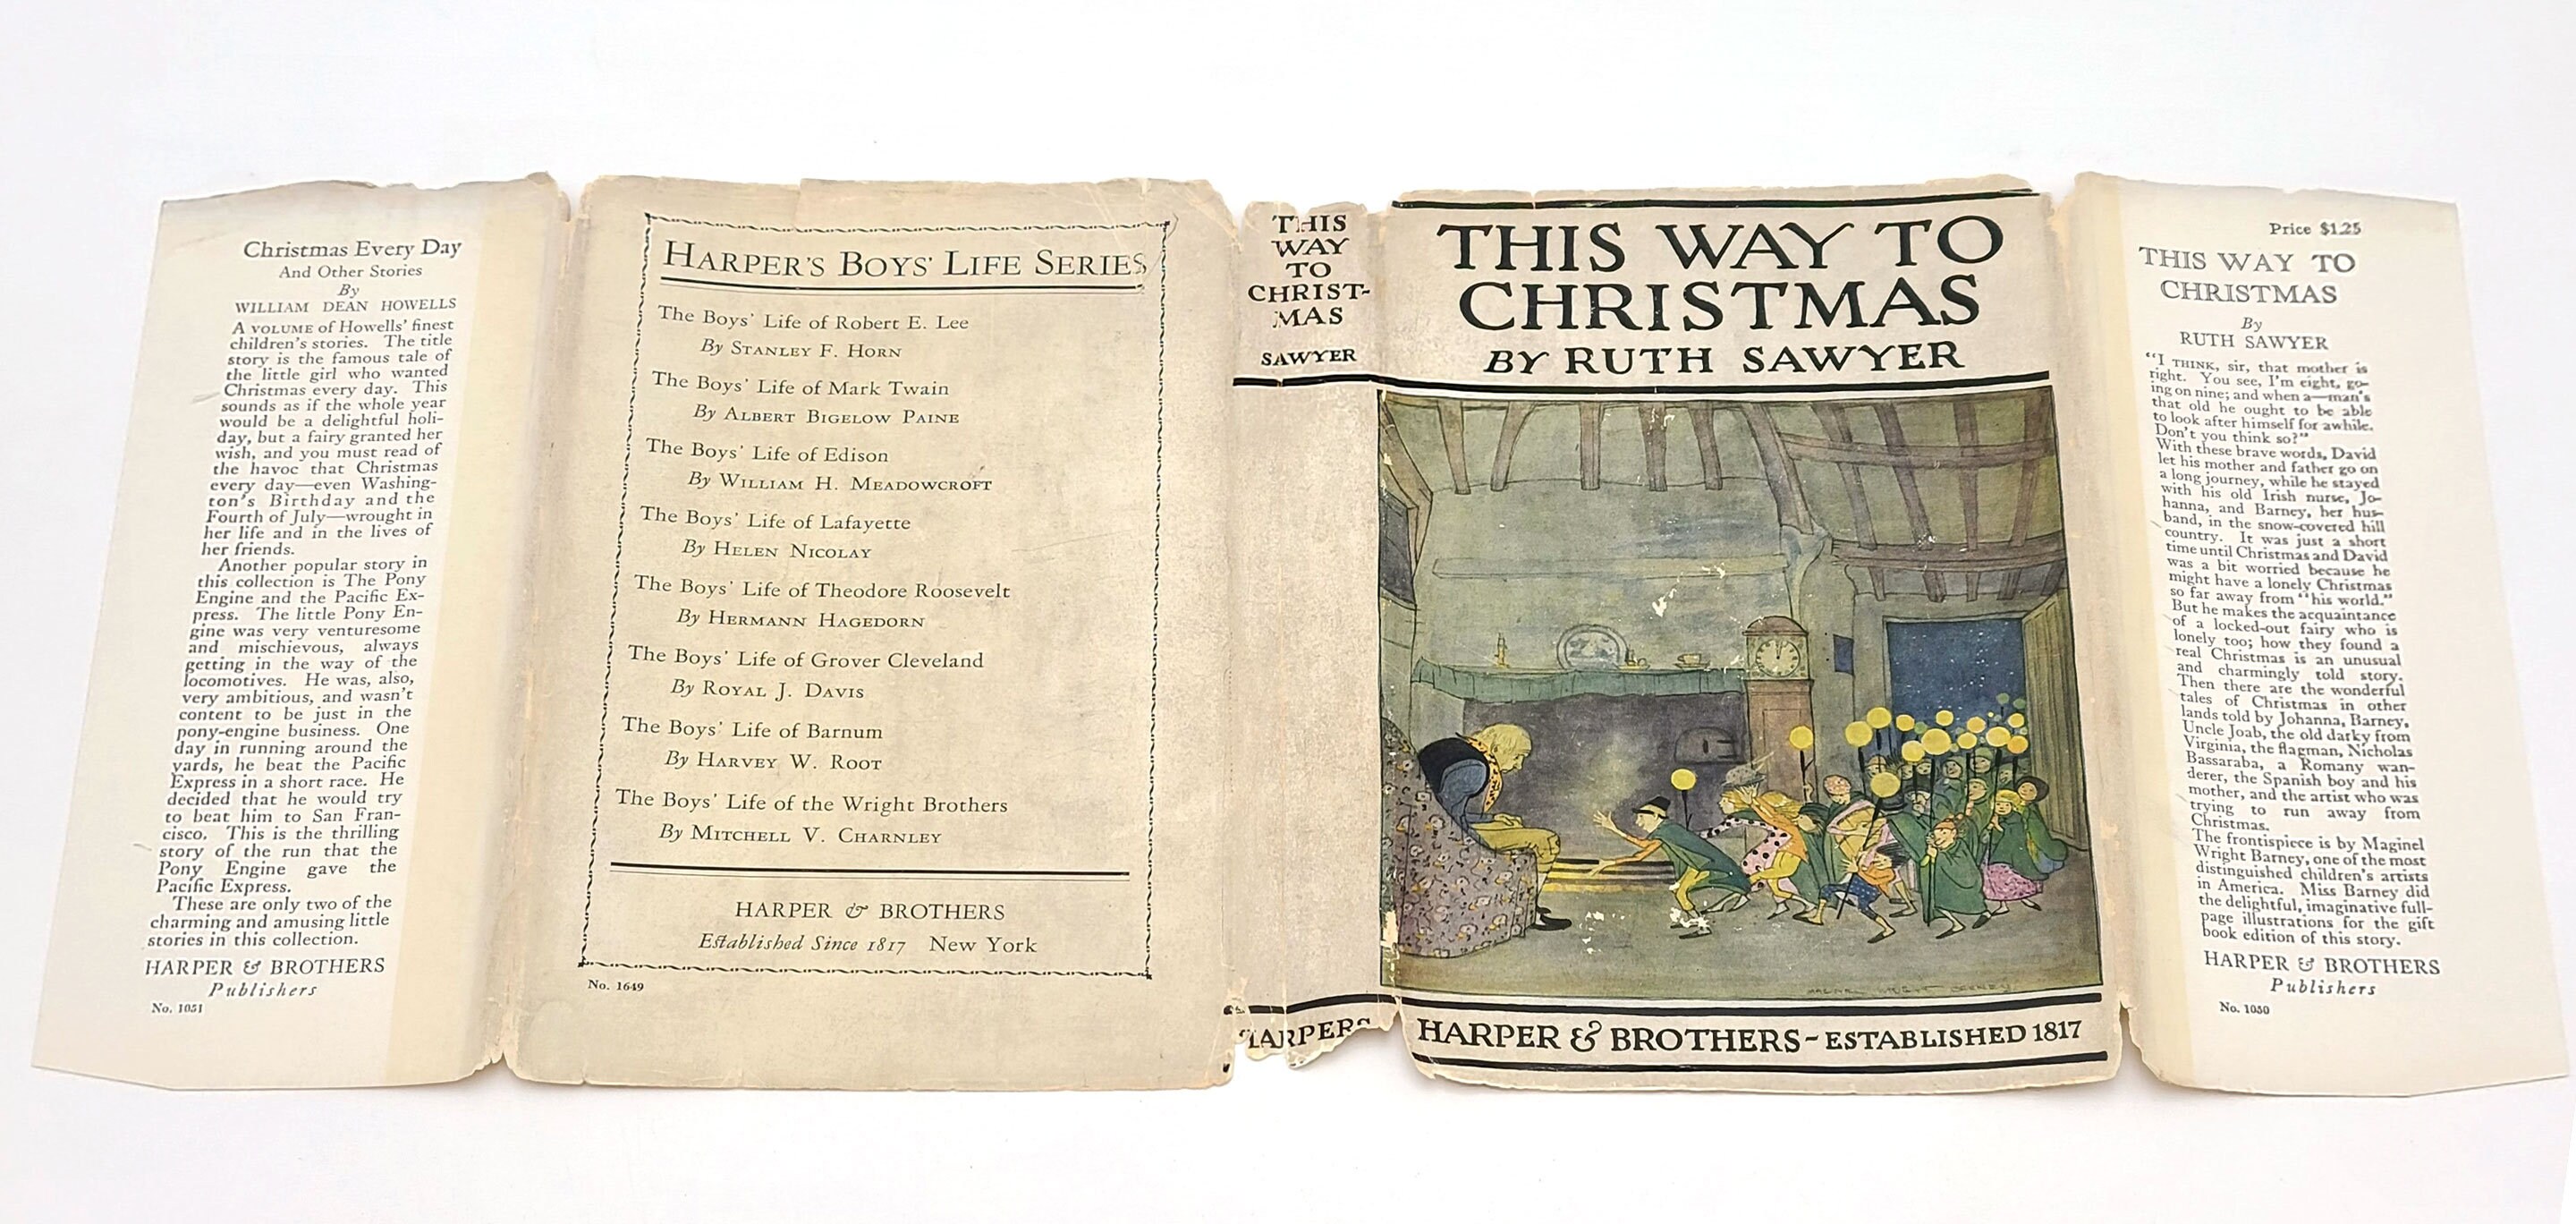 Christmas Every Day
And Other Stories
By
WILLIAM DEAN HOWELLS
A VOLUME of Howells' finest
children's stories. The title
story is the famous tale of
the little girl who wanted
Christmas every day. This
sounds as if the whole year
would be a delightful holi-
day, but a fairy granted her
wish, and you must read of
the havoc that Christmas
every day—even Washing-
ton's Birthday and the
Fourth of July—wrought in
her life and in the lives of
her friends.
Another popular story in
this collection is The Pony
Engine and the Pacific Ex-
press. The little Pony En-
gine was very venturesome
and mischievous, always
getting in the way of the
locomotives. He was, also,
very ambitious, and wasn't
content to be just in the
pony-engine business. One
day in running around the
yards, he beat the Pacific
Express in a short race. He
decided that he would try
to beat him to San Fran-
cisco. This is the thrilling
story of the run that the
Pony Engine gave the
Pacific Express.
These are only two of the
charming and amusing little
stories in this collection.
HARPER & BROTHERS
Publishers
No. 1051
HARPER'S BOYS' LIFE SERIES
The Boys' Life of Robert E. Lee
By STANLEY F. HORN
The Boys' Life of Mark Twain
By ALBERT BIGELOW PAINE
The Boys' Life of Edison
By WILLIAM H. MEADOWCROFT
The Boys' Life of Lafayette
By HELEN NICOLAY
The Boys' Life of Theodore Roosevelt
By HERMANN HAGEDORN
The Boys' Life of Grover Cleveland
By ROYAL J. DAVIS
The Boys' Life of Barnum
By HARVEY W. ROOT
The Boys' Life of the Wright Brothers
By MITCHELL V. CHARNLEY
HARPER & BROTHERS
Established Since 1817 New York
No. 1649
THIS
WAY
TO
CHRIST-
MAS
SAWYER
HARPERS
THIS WAY TO
CHRISTMAS
BY RUTH SAWYER
MAGINEL WRIGHT BARNEY
HARPER & BROTHERS-ESTABLISHED 1817
Price $1.25
THIS WAY TO
CHRISTMAS
By
RUTH SAWYER
"I THINK, sir, that mother is
right. You see, I'm eight, go-
ing on nine; and when a—man's
that old he ought to be able
to look after himself for awhile.
Don't you think so?"
With these brave words, David
let his mother and father go on
a long journey, while he stayed
with his old Irish nurse, Jo-
hanna, and Barney, her hus-
band, in the snow-covered hill
country. It was just a short
time until Christmas and David
was a bit worried because he
might have a lonely Christmas
so far away from "his world."
But he makes the acquaintance
of a locked-out fairy who is
lonely too; how they found a
real Christmas is an unusual
and charmingly told story.
Then there are the wonderful
tales of Christmas in other
lands told by Johanna, Barney,
Uncle Joab, the old darky from
Virginia, the flagman, Nicholas
Bassaraba, a Romany wan-
derer, the Spanish boy and his
mother, and the artist who was
trying to run away from
Christmas.
The frontispiece is by Maginel
Wright Barney, one of the most
distinguished children's artists
in America. Miss Barney did
the delightful, imaginative full-
page illustrations for the gift
book edition of this story.
HARPER & BROTHERS
Publishers
No. 1050